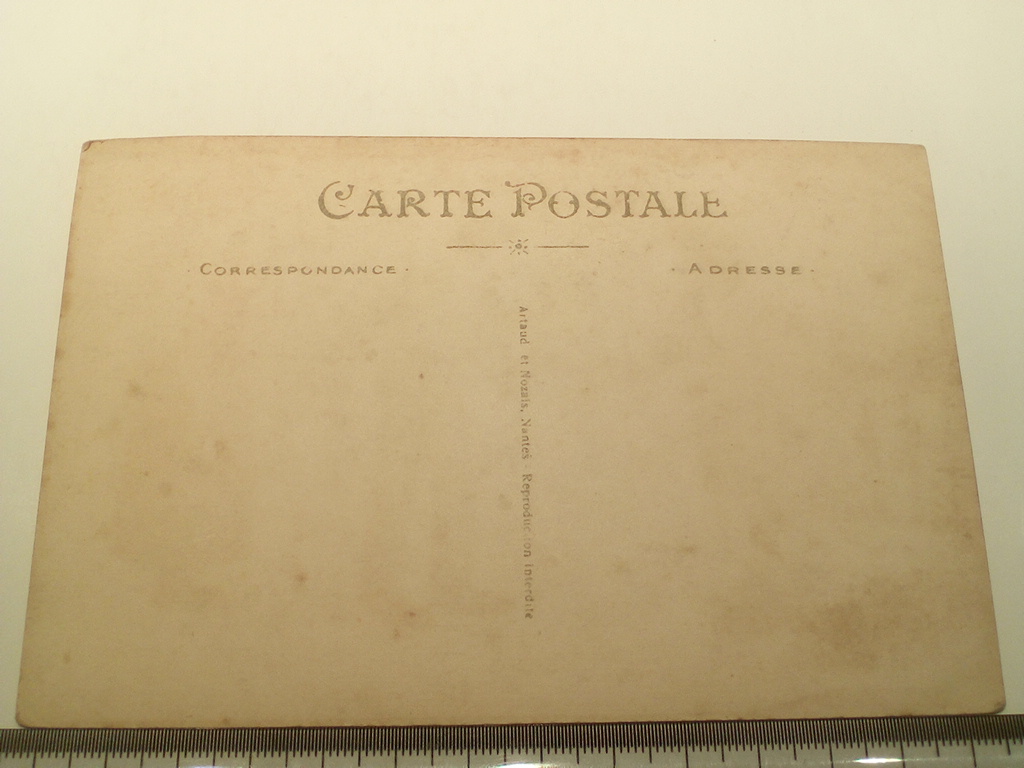 CARTE POSTALE
· CORRESPONDANCE ·
· ADRESSE ·
Artaud et Nozais, Nantes Reproduction Interdite